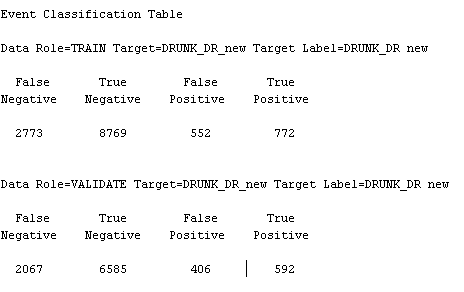 Event Classification Table
Data Role=TRAIN Target=DRUNK_DR_new Target Label=DRUNK_DR new
False True False True
Negative Negative Positive Positive
2773 8769 552 772
Data Role=VALIDATE Target=DRUNK_DR_new Target Label=DRUNK_DR new
False True False True
Negative Negative Positive Positive
2067 6585 406 592